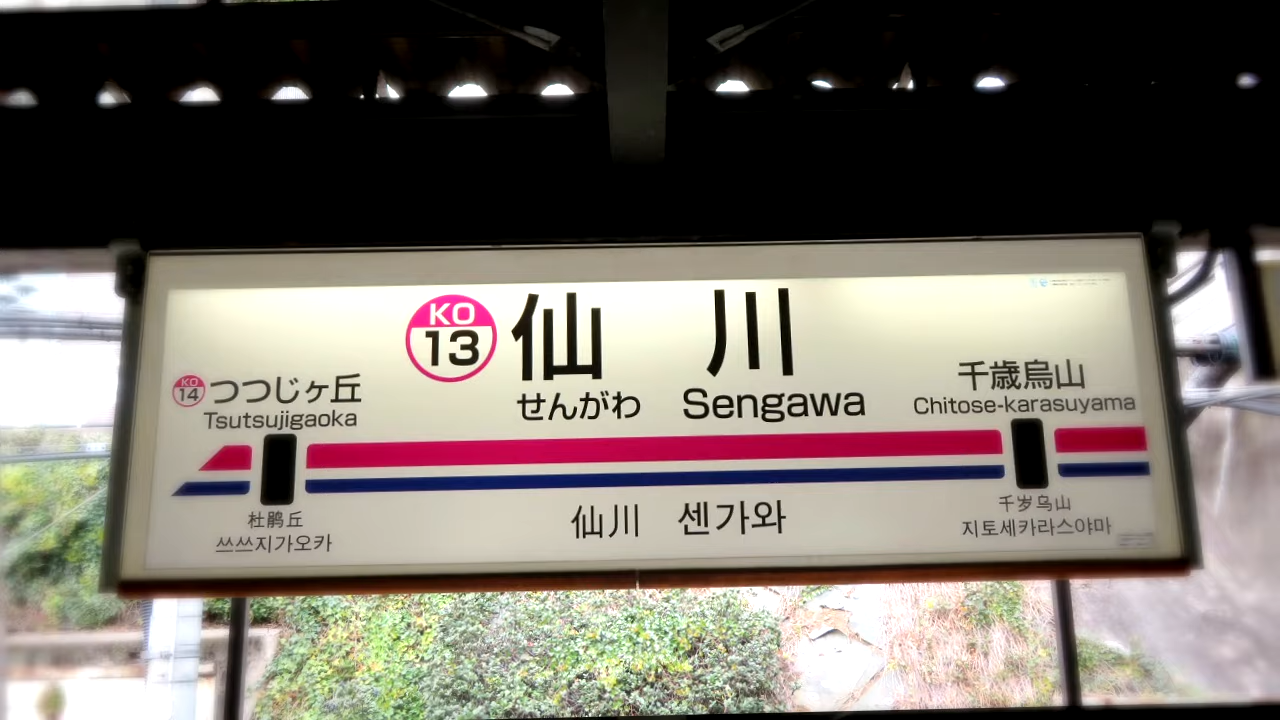 KO
13
仙川
せんがわ Sengawa
KO
14
つつじヶ丘
Tsutsujigaoka
千歳烏山
Chitose-karasuyama
杜鹃丘
쓰쓰지가오카
仙川 센가와
千岁乌山
지토세카라스야마